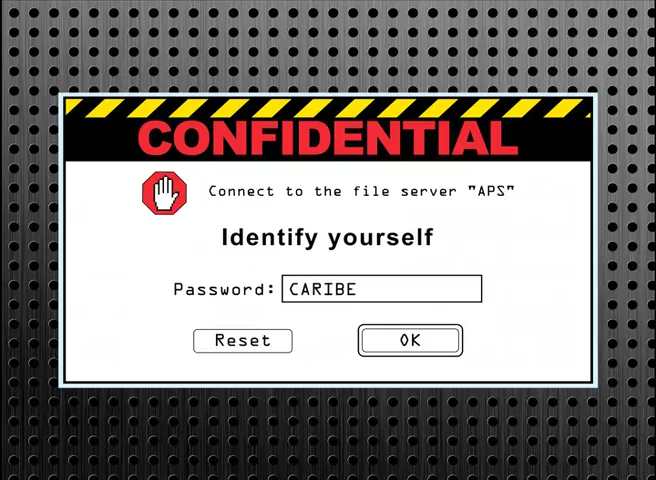 CONFIDENTIAL
Connect to the file server "APS"
Identify yourself
Password: CARIBE
Reset OK